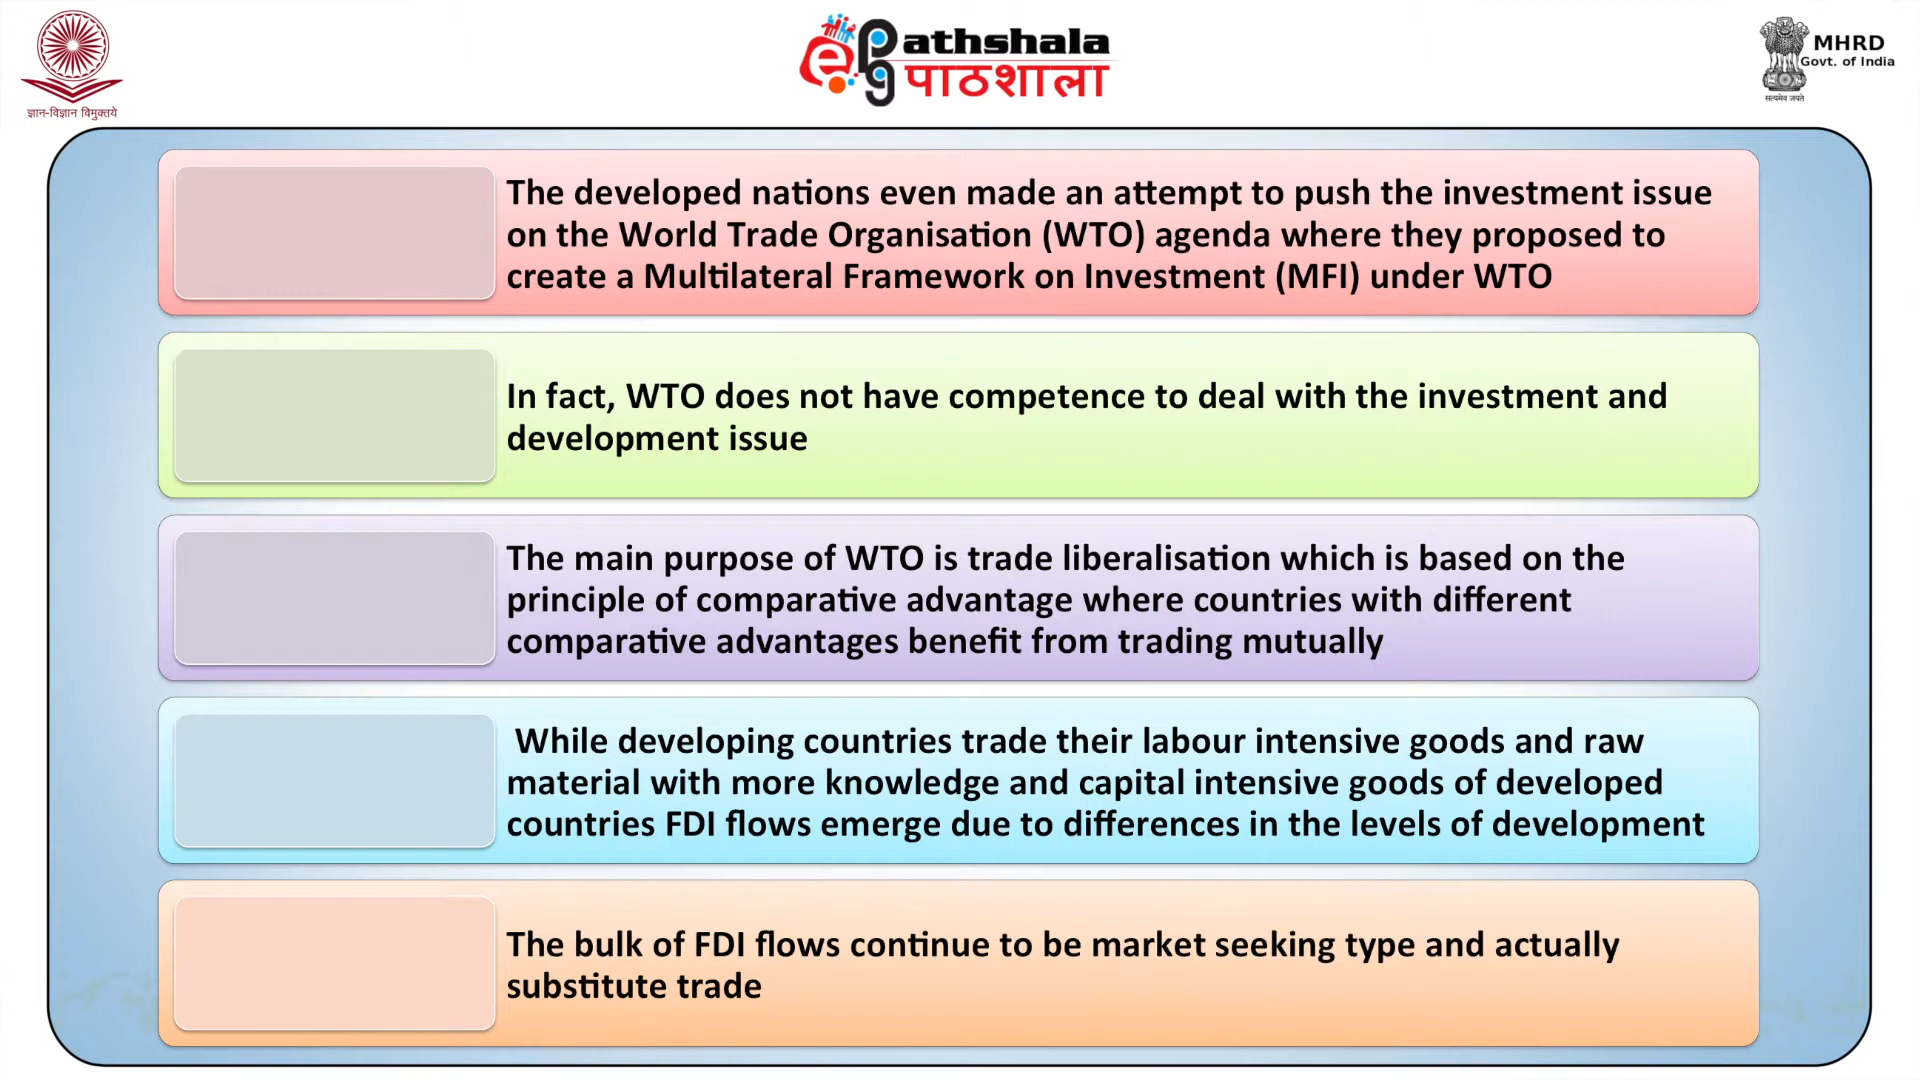 ज्ञान-विज्ञान विमुक्तये
ePg athshala
पाठशाला
MHRD
Govt. of India
सत्यमेव जयते
The developed nations even made an attempt to push the investment issue
on the World Trade Organisation (WTO) agenda where they proposed to
create a Multilateral Framework on Investment (MFI) under WTO
In fact, WTO does not have competence to deal with the investment and
development issue
The main purpose of WTO is trade liberalisation which is based on the
principle of comparative advantage where countries with different
comparative advantages benefit from trading mutually
While developing countries trade their labour intensive goods and raw
material with more knowledge and capital intensive goods of developed
countries FDI flows emerge due to differences in the levels of development
The bulk of FDI flows continue to be market seeking type and actually
substitute trade